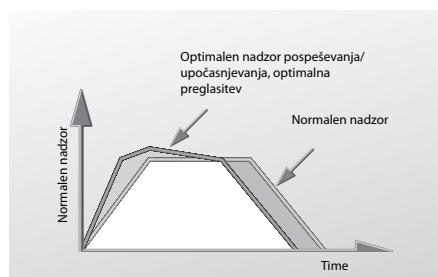 Optimalen nadzor pospeševanja/
upočasnjevanja, optimalna
preglasitev
Normalen nadzor
Normalen nadzor
Time